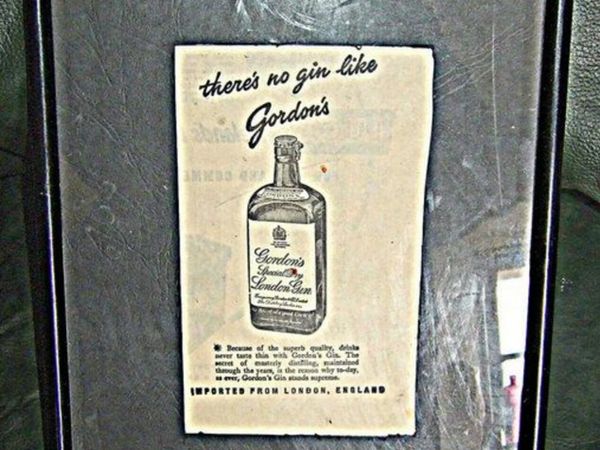 there's no gin like
Gordon's
Gordon's
Special Dry
London Gin
✻ Because of the superb quality, drinks
never taste thin with Gordon's Gin. The
secret of masterly distilling, maintained
through the years, is the reason why to-day,
as ever, Gordon's Gin stands supreme.
IMPORTED FROM LONDON, ENGLAND